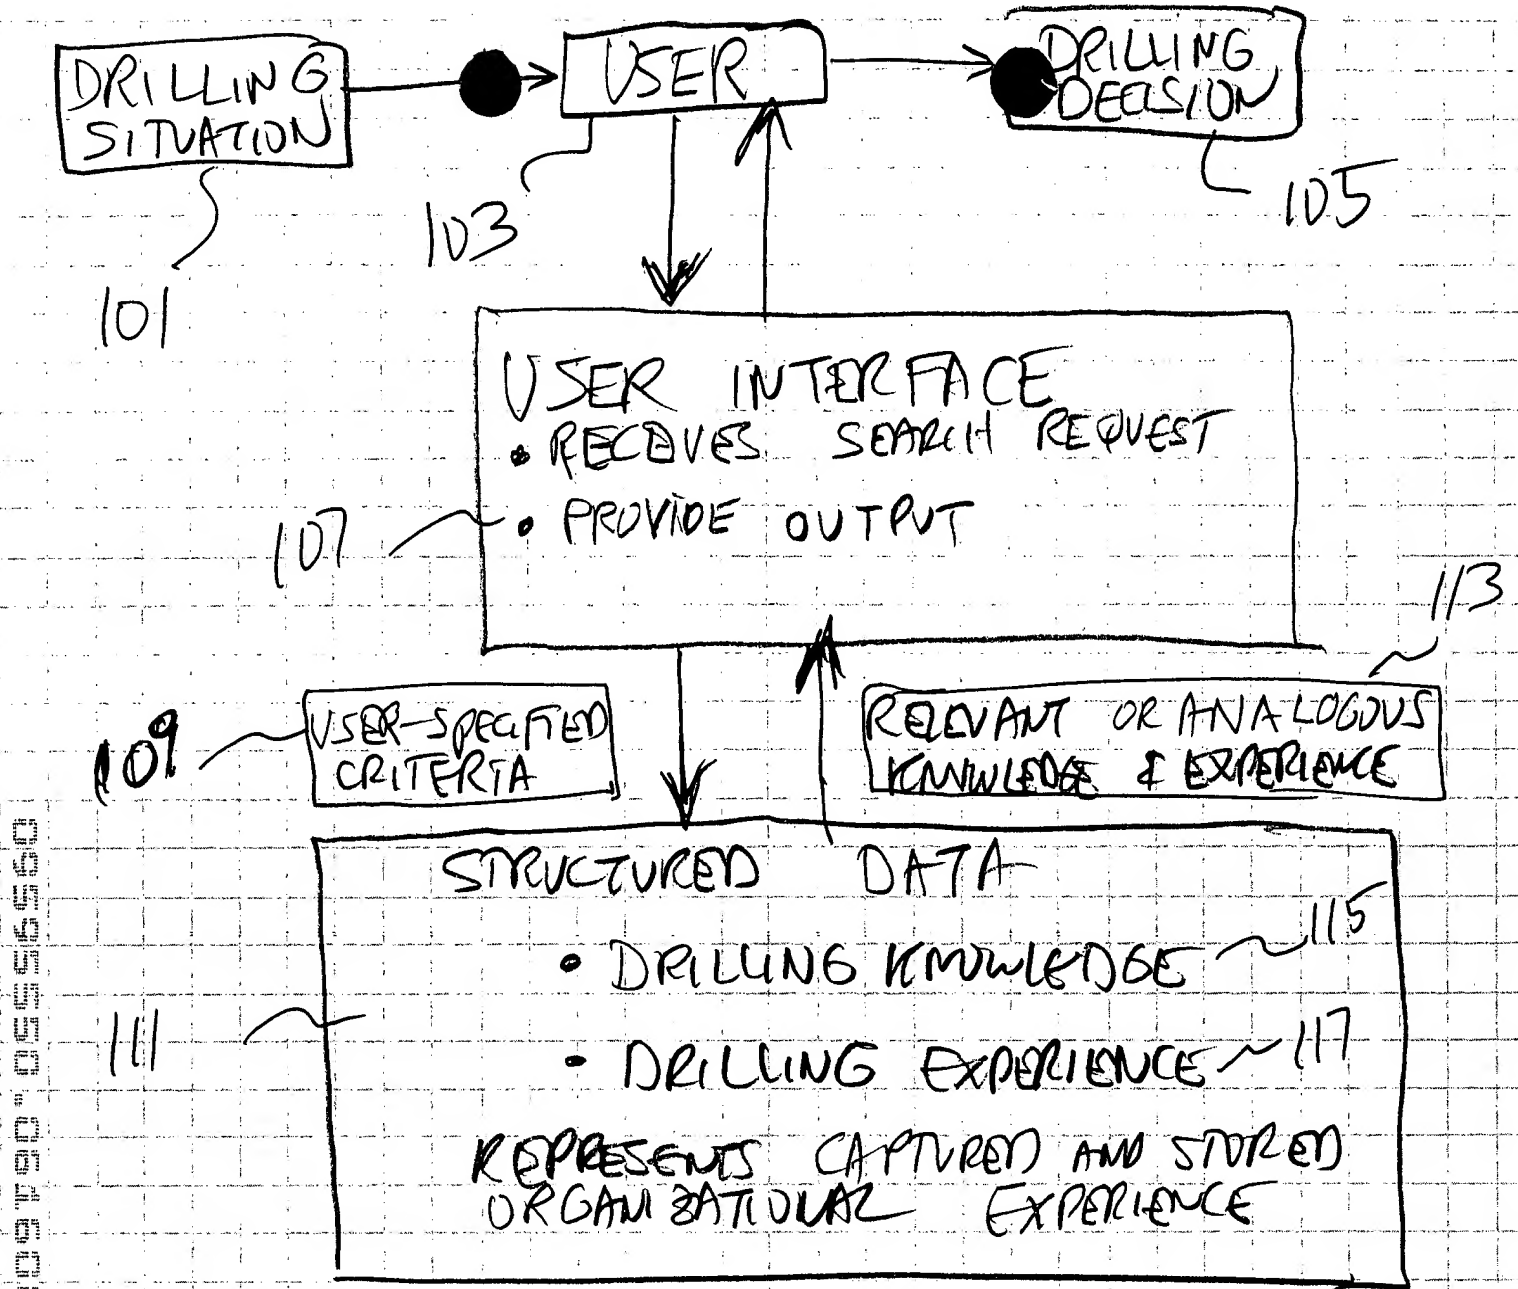 DRILLING
SITUATION
USER
DRILLING
DECISION
101
103
105
USER INTERFACE
• RECEIVES SEARCH REQUEST
• PROVIDE OUTPUT
107
113
109
USER-SPECIFIED
CRITERIA
RELEVANT OR ANALOGOUS
KNOWLEDGE & EXPERIENCE
STRUCTURED DATA
• DRILLING KNOWLEDGE
115
111
• DRILLING EXPERIENCE
117
REPRESENTS CAPTURED AND STORED
ORGANIZATIONAL EXPERIENCE